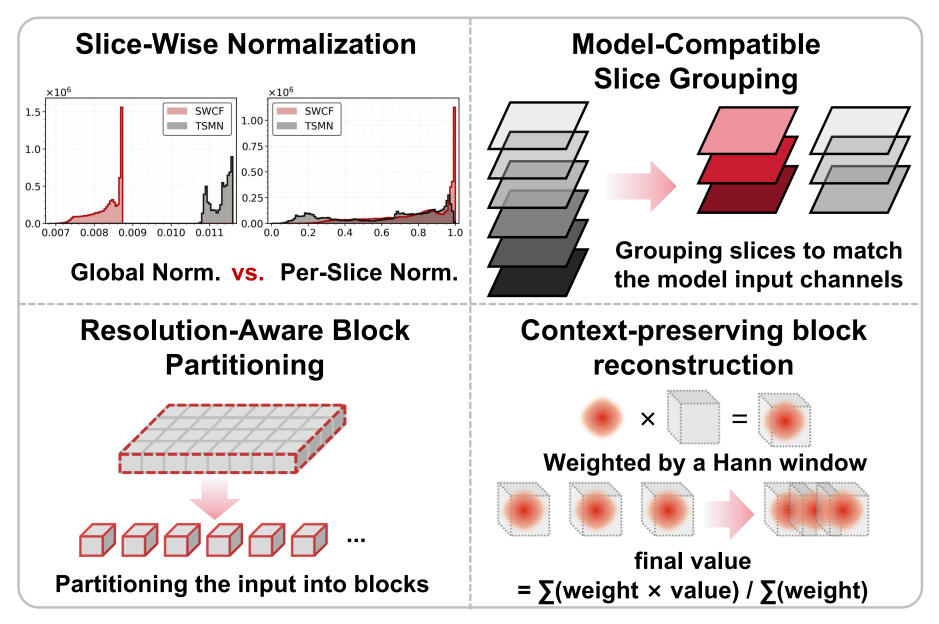 Slice-Wise Normalization
×10⁶
1.5
1.0
0.5
0.0
0.007 0.008 0.009 0.010 0.011
SWCF
TSMN
×10⁶
1.00
0.75
0.50
0.25
0.00
0.0 0.2 0.4 0.6 0.8 1.0
SWCF
TSMN
Global Norm. vs. Per-Slice Norm.
Model-Compatible
Slice Grouping
Grouping slices to match
the model input channels
Resolution-Aware Block
Partitioning
...
Partitioning the input into blocks
Context-preserving block
reconstruction
× =
Weighted by a Hann window
final value
= ∑(weight × value) / ∑(weight)